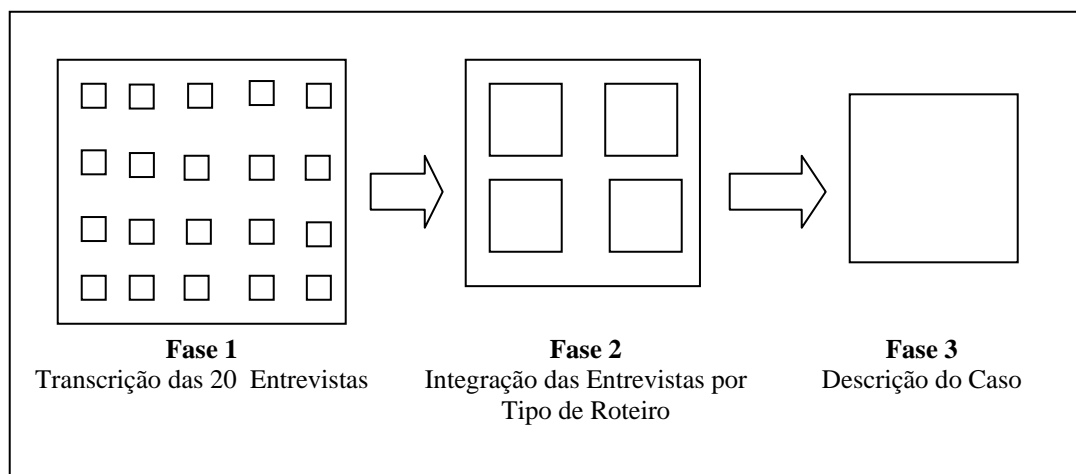 Fase 1
Transcrição das 20 Entrevistas
Fase 2
Integração das Entrevistas por
Tipo de Roteiro
Fase 3
Descrição do Caso